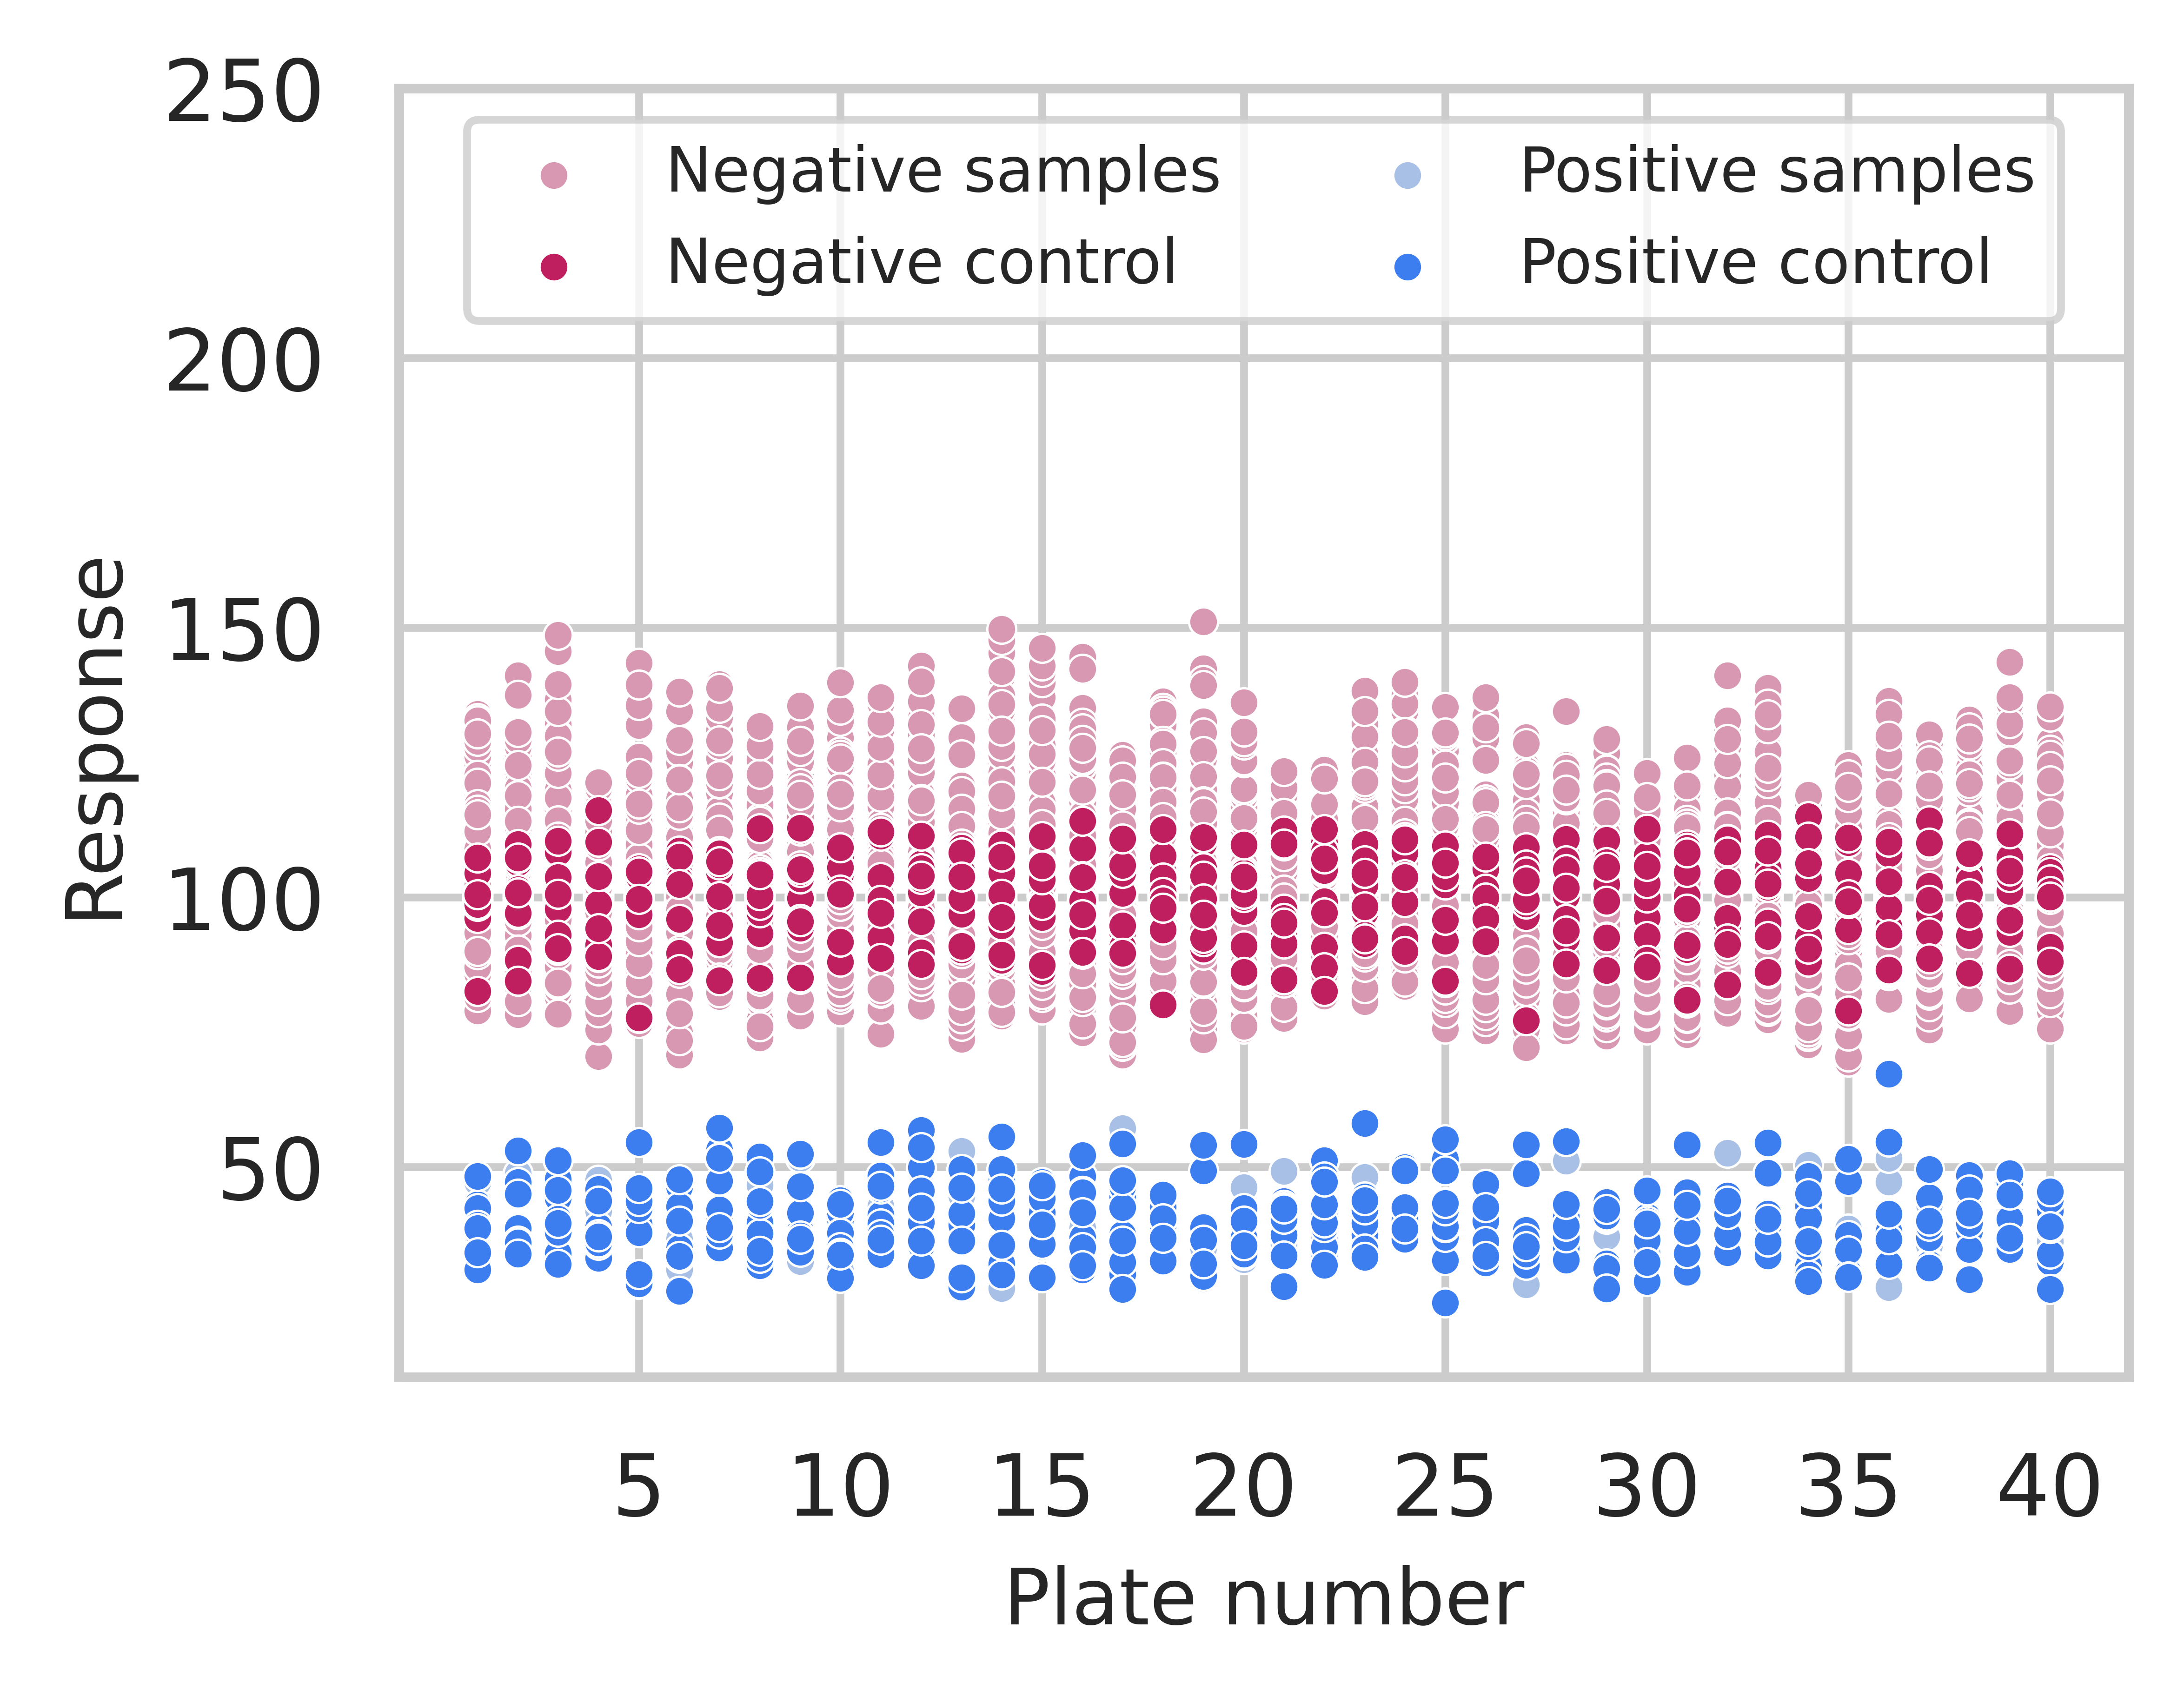 250
Negative samples
Positive samples
Negative control
Positive control
200
150
100
50
Response
5 10 15 20 25 30 35 40
Plate number